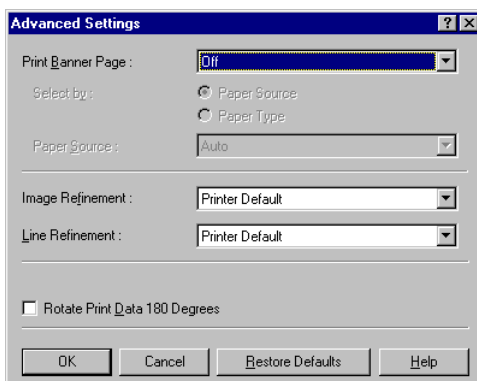 Advanced Settings
Print Banner Page : Off
Select by : Paper Source
Paper Type
Paper Source : Auto
Image Refinement : Printer Default
Line Refinement : Printer Default
Rotate Print Data 180 Degrees
OK Cancel Restore Defaults Help